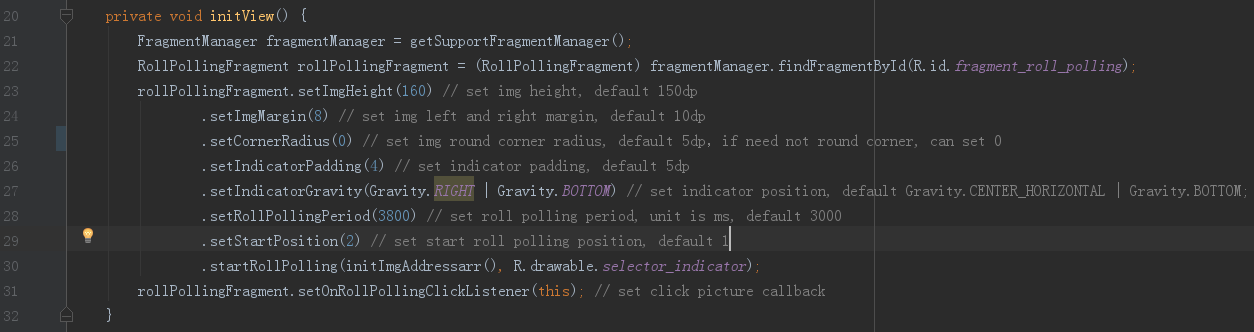 20 private void initView() {
21 FragmentManager fragmentManager = getSupportFragmentManager();
22 RollPollingFragment rollPollingFragment = (RollPollingFragment) fragmentManager.findFragmentById(R.id.fragment_roll_polling);
23 rollPollingFragment.setImgHeight(160) // set img height, default 150dp
24 .setImgMargin(8) // set img left and right margin, default 10dp
25 .setCornerRadius(0) // set img round corner radius, default 5dp, if need not round corner, can set 0
26 .setIndicatorPadding(4) // set indicator padding, default 5dp
27 .setIndicatorGravity(Gravity.RIGHT | Gravity.BOTTOM) // set indicator position, default Gravity.CENTER_HORIZONTAL | Gravity.BOTTOM;
28 .setRollPollingPeriod(3800) // set roll polling period, unit is ms, default 3000
29 .setStartPosition(2) // set start roll polling position, default 1
30 .startRollPolling(initImgAddressarr(), R.drawable.selector_indicator);
31 rollPollingFragment.setOnRollPollingClickListener(this); // set click picture callback
32 }